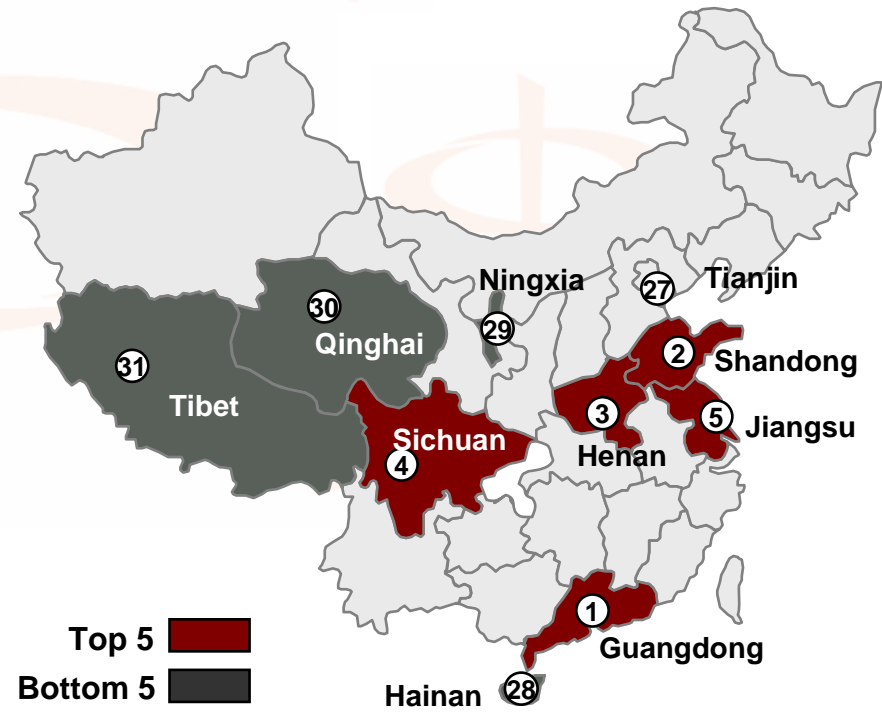 Ningxia
Tianjin
27
30
29
Qinghai
31
2
Shandong
Tibet
3
5
Jiangsu
Sichuan
4
Henan
1
Top 5
Guangdong
Bottom 5
Hainan
28